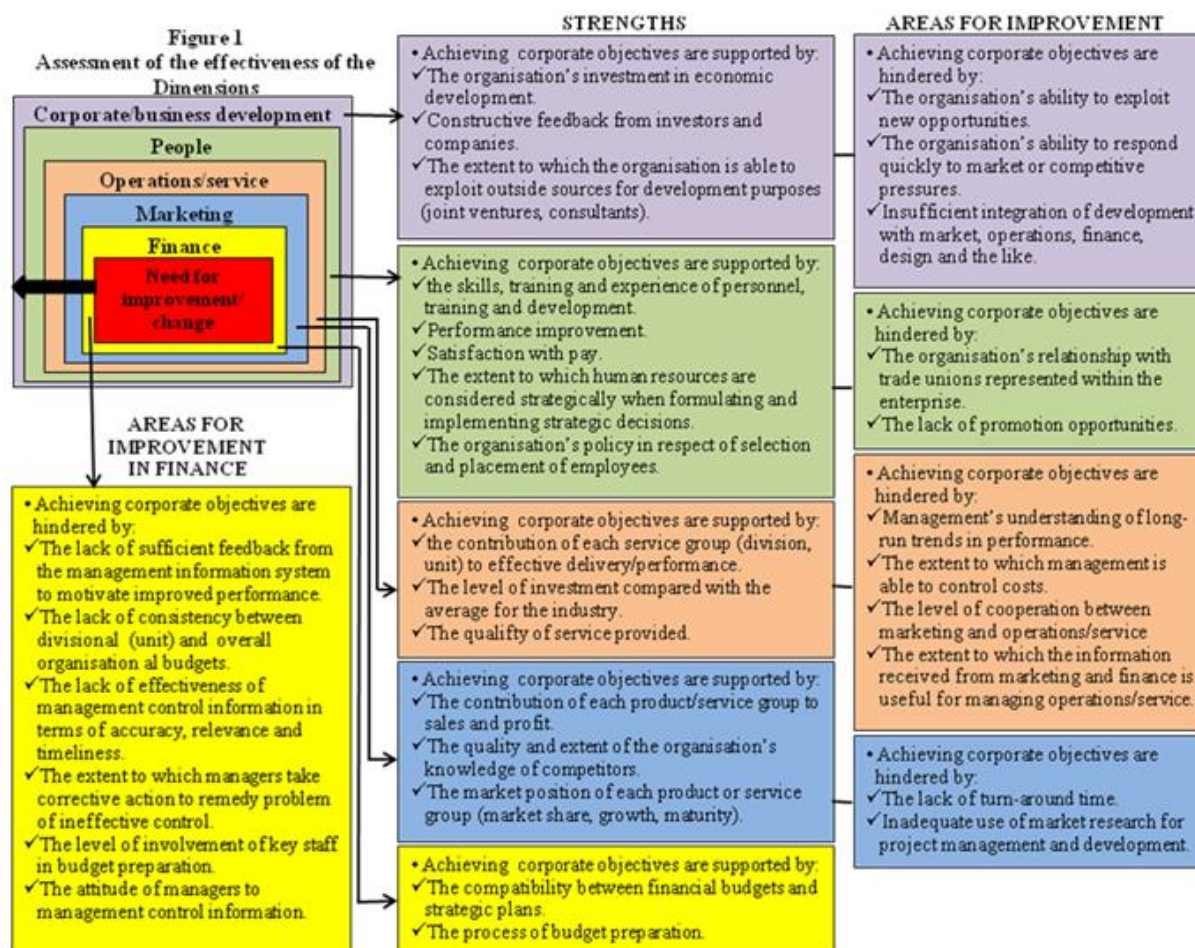 Figure 1
Assessment of the effectiveness of the
Dimensions
Corporate/business development
People
Operations/service
Marketing
Finance
Need for
improvement/
change
AREAS FOR
IMPROVEMENT
IN FINANCE
• Achieving corporate objectives are
hindered by:
✓The lack of sufficient feedback from
the management information system
to motivate improved performance.
✓The lack of consistency between
divisional (unit) and overall
organisation al budgets.
✓The lack of effectiveness of
management control information in
terms of accuracy, relevance and
timeliness.
✓The extent to which managers take
corrective action to remedy problem
of ineffective control.
✓The level of involvement of key staff
in budget preparation.
✓The attitude of managers to
management control information.
STRENGTHS
• Achieving corporate objectives are supported by:
✓The organisation's investment in economic
development.
✓Constructive feedback from investors and
companies.
✓The extent to which the organisation is able to
exploit outside sources for development purposes
(joint ventures, consultants).
• Achieving corporate objectives are supported by:
✓the skills, training and experience of personnel,
training and development.
✓Performance improvement.
✓Satisfaction with pay.
✓The extent to which human resources are
considered strategically when formulating and
implementing strategic decisions.
✓The organisation's policy in respect of selection
and placement of employees.
• Achieving corporate objectives are supported by:
✓the contribution of each service group (division,
unit) to effective delivery/performance.
✓The level of investment compared with the
average for the industry.
✓The qualifty of service provided.
• Achieving corporate objectives are supported by:
✓The contribution of each product/service group to
sales and profit.
✓The quality and extent of the organisation's
knowledge of competitors.
✓The market position of each product or service
group (market share, growth, maturity).
• Achieving corporate objectives are supported by:
✓The compatibility between financial budgets and
strategic plans.
✓The process of budget preparation.
AREAS FOR IMPROVEMENT
• Achieving corporate objectives are
hindered by:
✓The organisation's ability to exploit
new opportunities.
✓The organisation's ability to respond
quickly to market or competitive
pressures.
✓Insufficient integration of development
with market, operations, finance,
design and the like.
• Achieving corporate objectives are
hindered by:
✓The organisation's relationship with
trade unions represented within the
enterprise.
✓The lack of promotion opportunities.
• Achieving corporate objectives are
hindered by:
✓Management's understanding of long-
run trends in performance.
✓The extent to which management is
able to control costs.
✓The level of cooperation between
marketing and operations/service
✓The extent to which the information
received from marketing and finance is
useful for managing operations/service.
• Achieving corporate objectives are
hindered by:
✓The lack of turn-around time.
✓Inadequate use of market research for
project management and development.